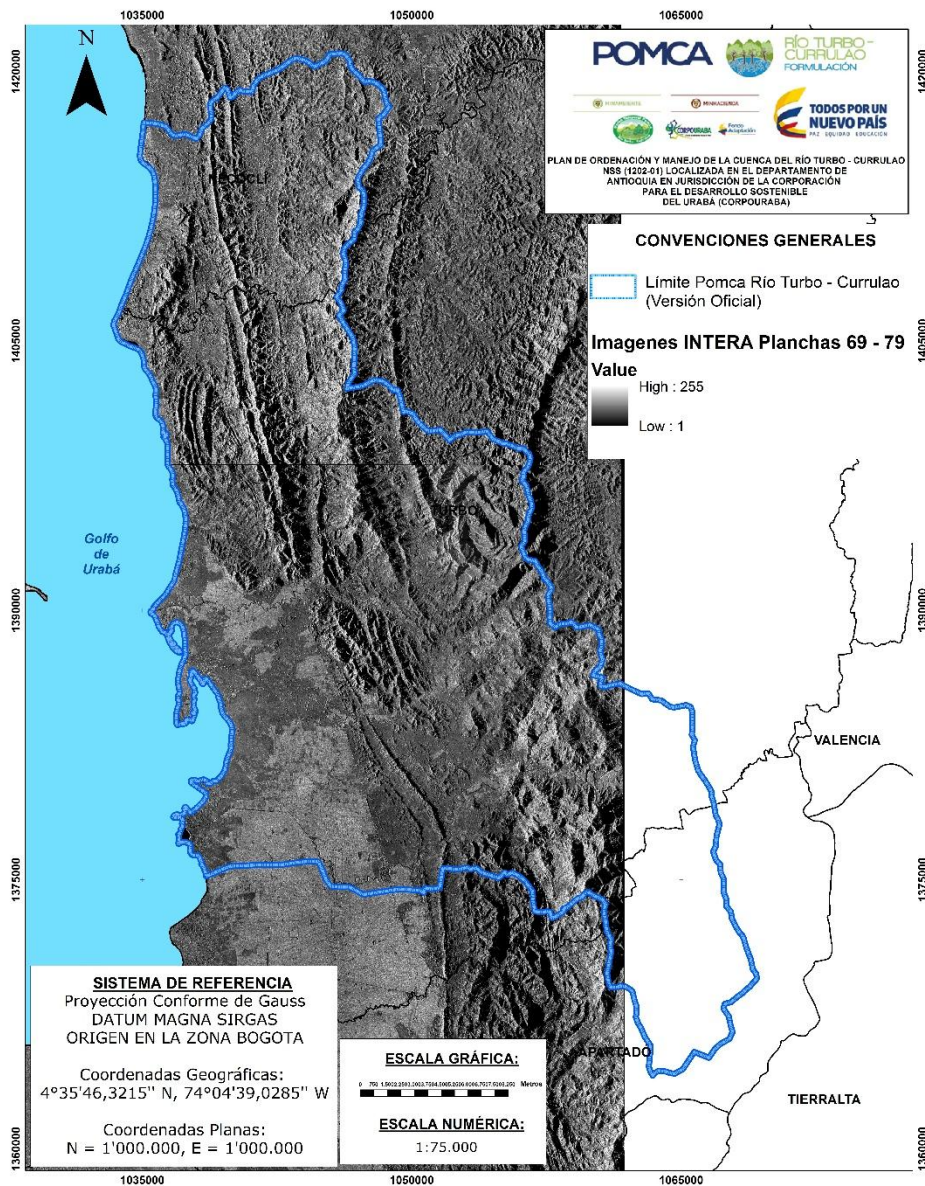 1035000
1050000
1065000
1420000
1420000
N
POMCA
RÍO TURBO -
CURRULAO
FORMULACIÓN
MINAMBIENTE
MINHACIENDA
CORPOURABA
TODOS POR UN
NUEVO PAÍS
PAZ EQUIDAD EDUCACIÓN
PLAN DE ORDENACIÓN Y MANEJO DE LA CUENCA DEL RÍO TURBO - CURRULAO
NSS (1202-01) LOCALIZADA EN EL DEPARTAMENTO DE
ANTIOQUIA EN JURISDICCIÓN DE LA CORPORACIÓN
PARA EL DESARROLLO SOSTENIBLE
DEL URABÁ (CORPOURABA)
CONVENCIONES GENERALES
Límite Pomca Río Turbo - Currulao
(Versión Oficial)
Imagenes INTERA Planchas 69 - 79
Value
High : 255
Low : 1
NECOCLÍ
1405000
1405000
TURBO
Golfo
de
Urabá
1390000
1390000
VALENCIA
1375000
1375000
APARTADÓ
TIERRALTA
SISTEMA DE REFERENCIA
Proyección Conforme de Gauss
DATUM MAGNA SIRGAS
ORIGEN EN LA ZONA BOGOTA
Coordenadas Geográficas:
4°35'46,3215" N, 74°04'39,0285" W
Coordenadas Planas:
N = 1'000.000, E = 1'000.000
ESCALA GRÁFICA:
Metros
ESCALA NUMÉRICA:
1:75.000
1360000
1360000
1035000
1050000
1065000